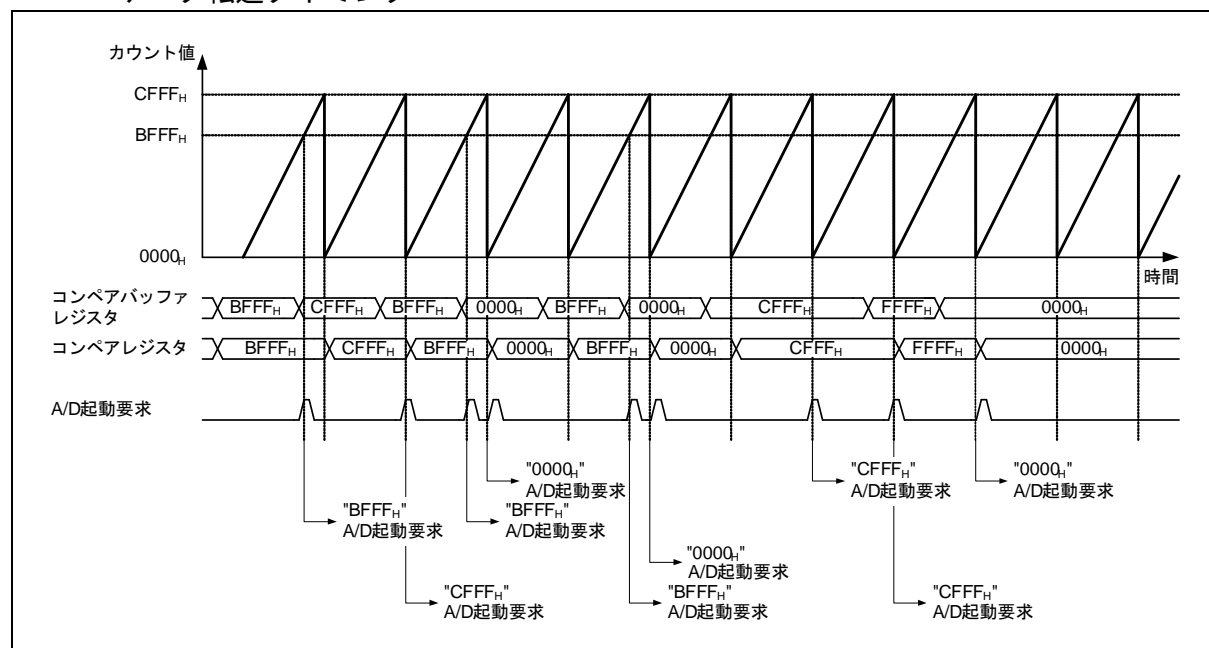 カウント値
CFFFH
BFFFH
0000H
時間
コンペアバッファ
レジスタ
BFFFH CFFFH BFFFH 0000H BFFFH 0000H CFFFH FFFFH 0000H
コンペアレジスタ
BFFFH CFFFH BFFFH 0000H BFFFH 0000H CFFFH FFFFH 0000H
A/D起動要求
"0000H"
A/D起動要求
"CFFFH"
A/D起動要求
"0000H"
A/D起動要求
"BFFFH"
A/D起動要求
"BFFFH"
A/D起動要求
"0000H"
A/D起動要求
"CFFFH"
A/D起動要求
"BFFFH"
A/D起動要求
"CFFFH"
A/D起動要求